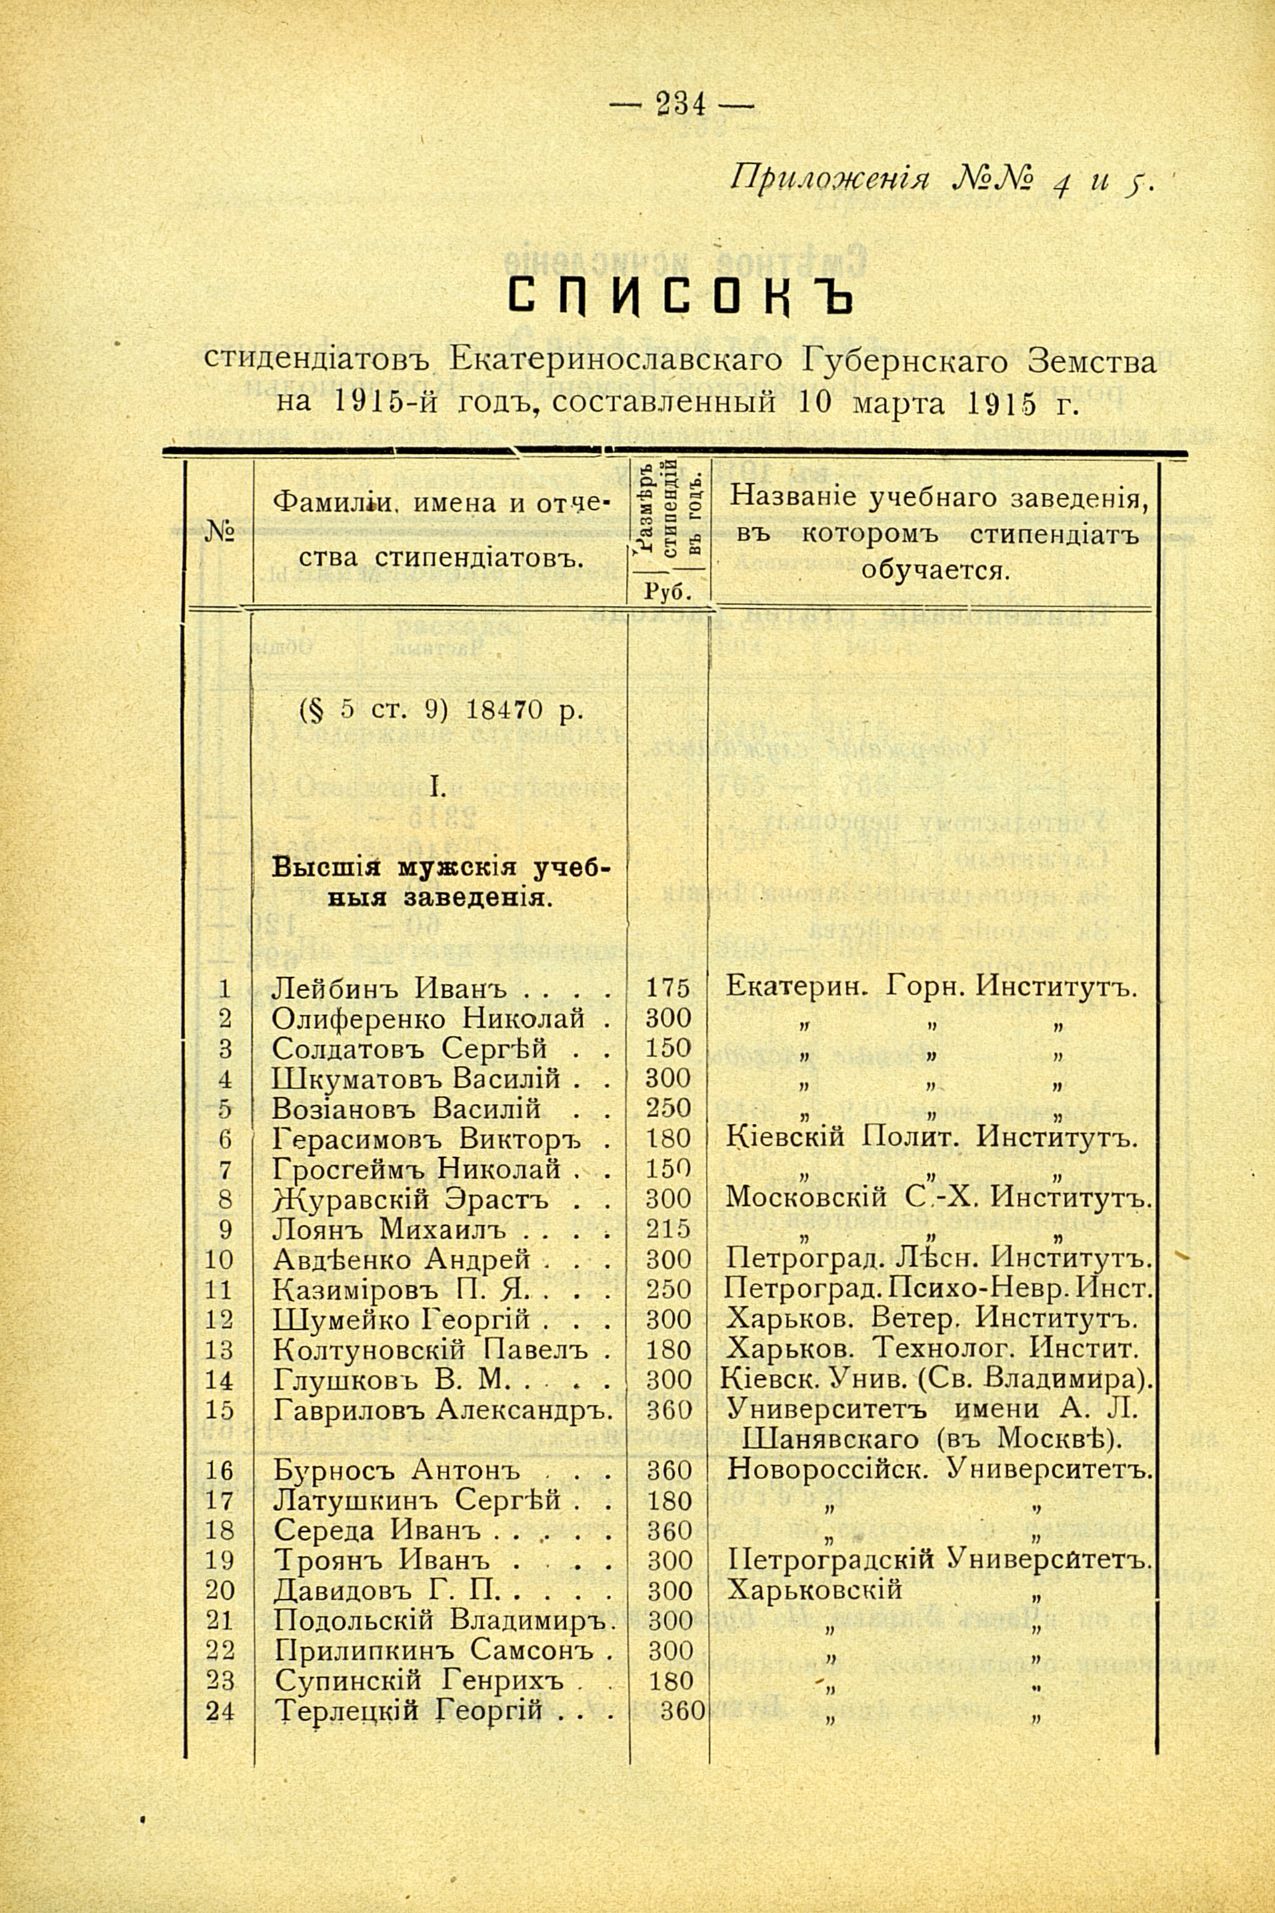 — 234 —
Приложенія №№ 4 и 5.
СПИСОКЪ
стидендіатовъ Екатеринославскаго Губернскаго Земства
на 1915-й годъ, составленный 10 марта 1915 г.
№
Фамиліи, имена и отче-
ства стипендіатовъ.
Размѣръ
стипендій
въ годъ.
Руб.
Названіе учебнаго заведенія,
въ которомъ стипендіатъ
обучается.
(§ 5 ст. 9) 18470 р.
I.
Высшія мужскія учеб-
ныя заведенія.
1 Лейбинъ Иванъ . . . . 175 Екатерин. Горн. Институтъ.
2 Олиференко Николай . 300 „ „ „
3 Солдатовъ Сергѣй . . 150 „ „ „
4 Шкуматовъ Василій . . 300 „ „ „
5 Возіановъ Василій . . 250 „ „ „
6 Герасимовъ Викторъ . 180 Кіевскій Полит. Институтъ.
7 Гросгеймъ Николай . . 150 „ „ „
8 Журавскій Эрастъ . . 300 Московскій С.-Х. Институтъ.
9 Лоянъ Михаилъ . . . . 215 „ „ „
10 Авдѣенко Андрей . . . 300 Петроград. Лѣсн. Институтъ.
11 Казиміровъ П. Я. . . . 250 Петроград. Психо-Невр. Инст.
12 Шумейко Георгій . . . 300 Харьков. Ветер. Институтъ.
13 Колтуновскій Павелъ . 180 Харьков. Технолог. Инстит.
14 Глушковъ В. М. . . . . 300 Кіевск. Унив. (Св. Владимира).
15 Гавриловъ Александръ. 360 Университетъ имени А. Л.
Шанявскаго (въ Москвѣ).
16 Бурносъ Антонъ . . . 360 Новороссійск. Университетъ.
17 Латушкинъ Сергѣй . . 180 „ „
18 Середа Иванъ . . . . . 360 „ „
19 Троянъ Иванъ . . . . 300 Петроградскій Университетъ.
20 Давидовъ Г. П. . . . . 300 Харьковскій „
21 Подольскій Владимиръ. 300 „ „
22 Прилипкинъ Самсонъ . 300 „ „
23 Супинскій Генрихъ . . 180 „ „
24 Терлецкій Георгій . . . 360 „ „